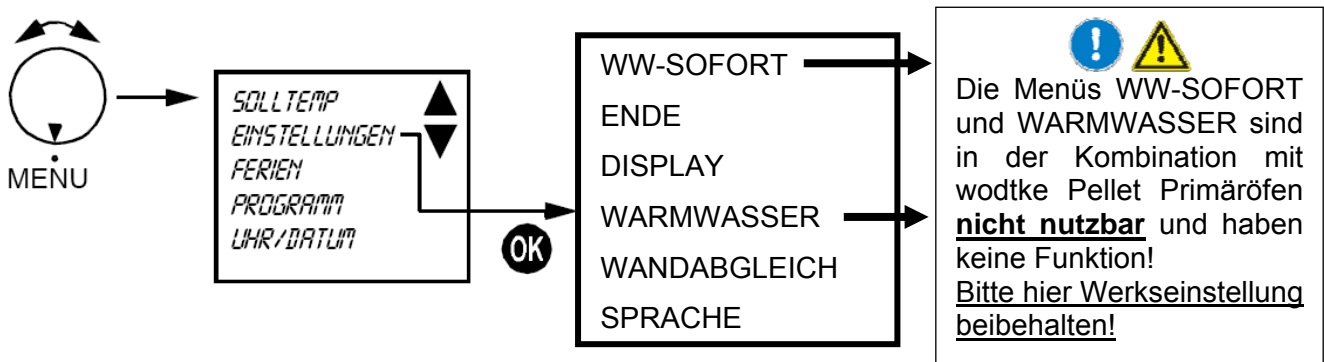 MENU
SOLLTEMP
EINSTELLUNGEN
FERIEN
PROGRAMM
UHR/DATUM
OK
WW-SOFORT
ENDE
DISPLAY
WARMWASSER
WANDABGLEICH
SPRACHE
Die Menüs WW-SOFORT
und WARMWASSER sind
in der Kombination mit
wodtke Pellet Primäröfen
nicht nutzbar und haben
keine Funktion!
Bitte hier Werkseinstellung
beibehalten!